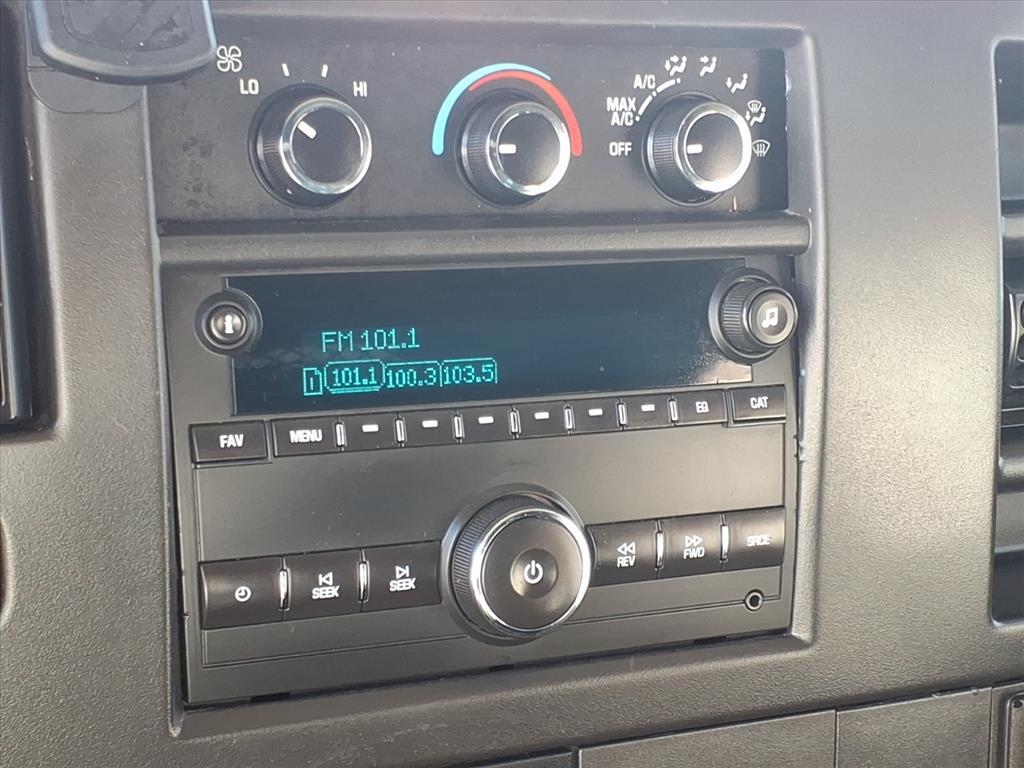 LO HI
A/C
MAX
A/C
OFF
i
FM 101.1
1 101.1 100.3 103.5
FAV MENU EQ CAT
SEEK SEEK REV FWD SRCE